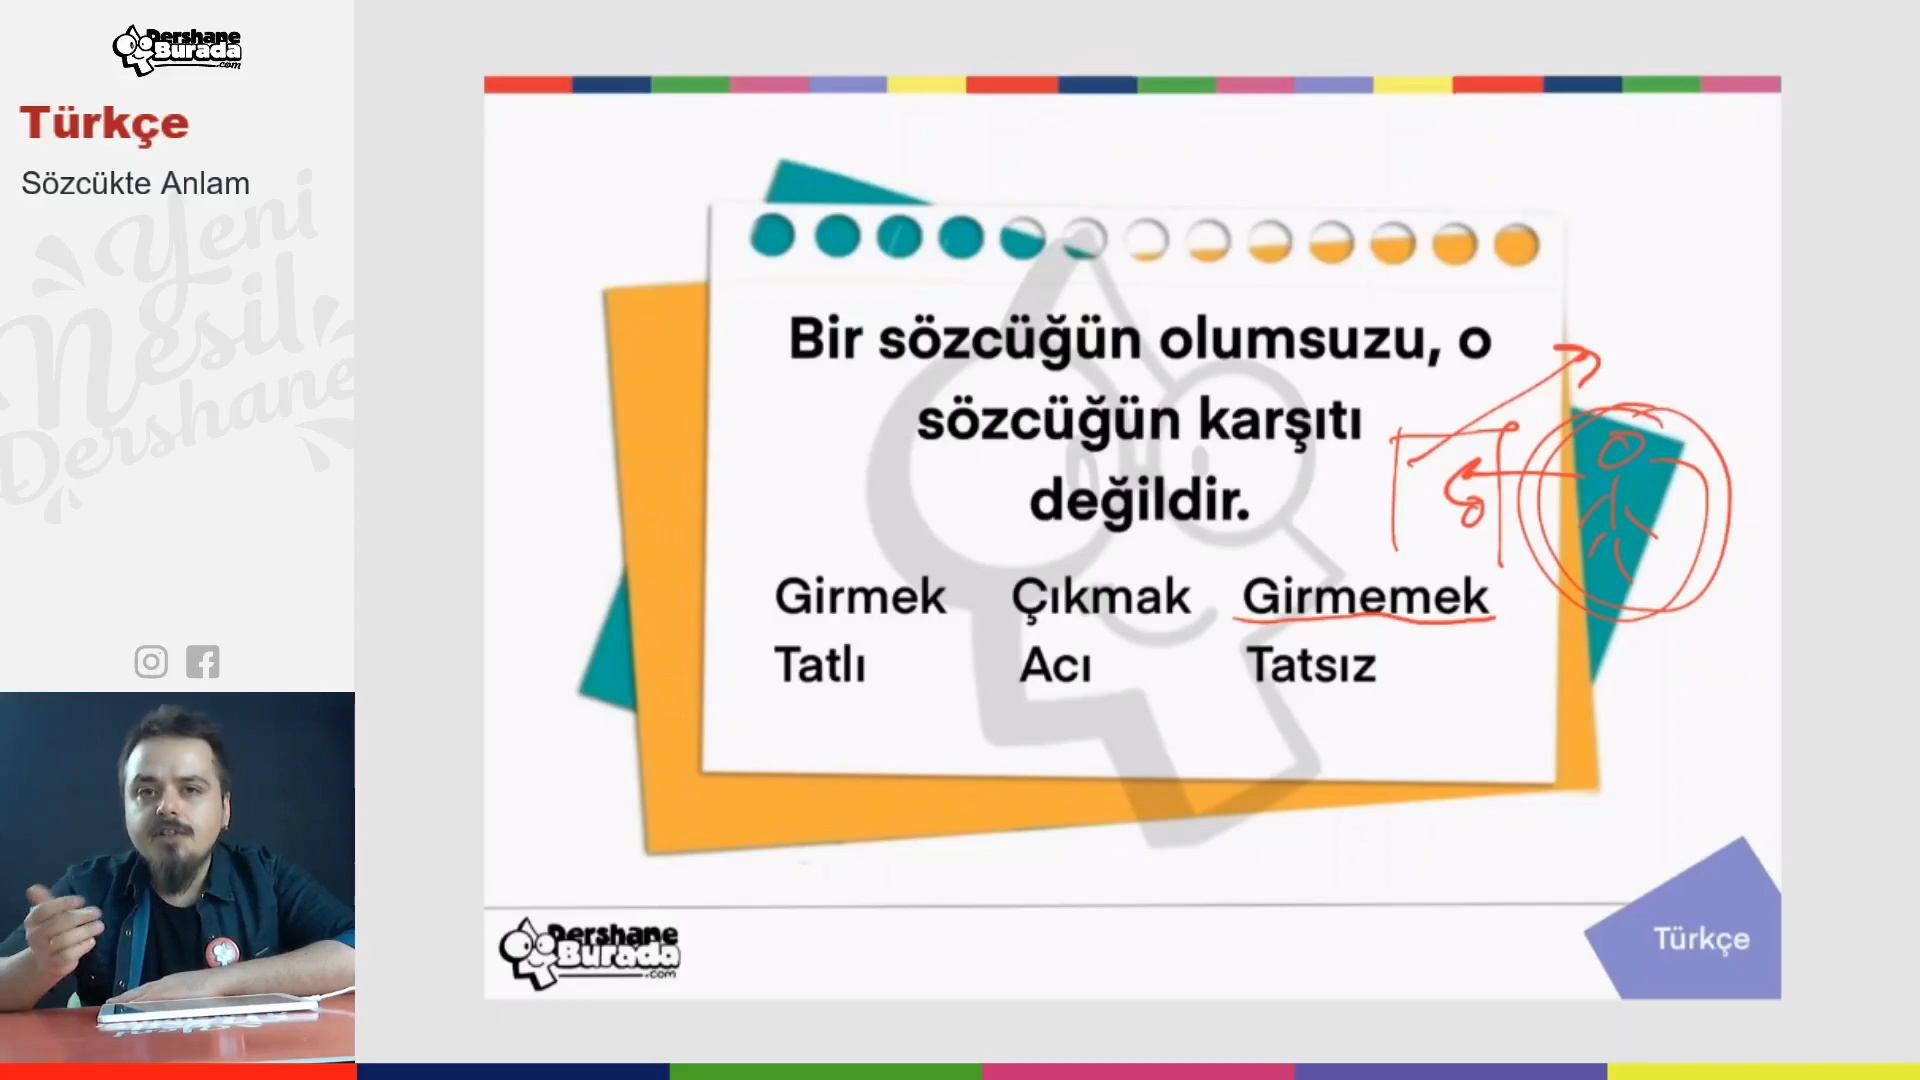 Dershane
Burada
.com
Türkçe
Sözcükte Anlam
Yeni
Nesil
Dershane
Bir sözcüğün olumsuzu, o
sözcüğün karşıtı
değildir.
Girmek Çıkmak Girmemek
Tatlı Acı Tatsız
Dershane
Burada
.com
Türkçe